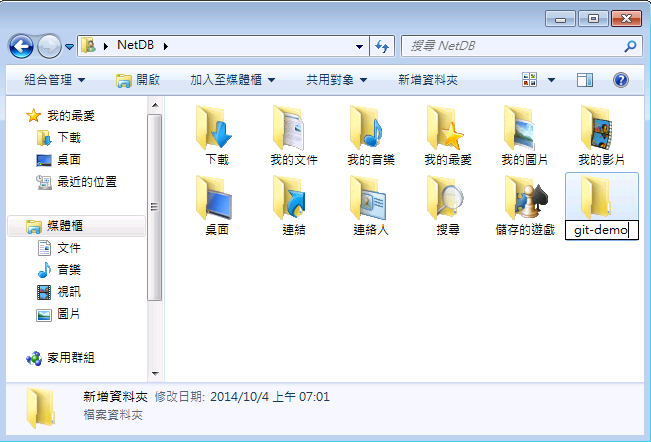 NetDB
搜尋 NetDB
組合管理 開啟 加入至媒體櫃 共用對象 新增資料夾
我的最愛
下載
桌面
最近的位置
媒體櫃
文件
音樂
視訊
圖片
家用群組
下載 我的文件 我的音樂 我的最愛 我的圖片 我的影片
桌面 連結 連絡人 搜尋 儲存的遊戲 git-demo
新增資料夾 修改日期: 2014/10/4 上午 07:01
檔案資料夾